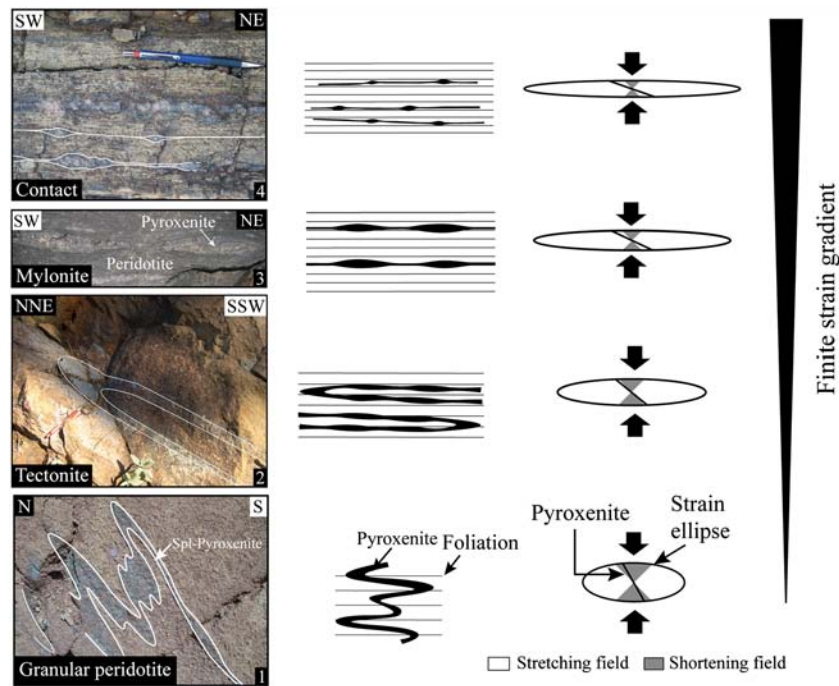 SW NE
Contact 4
SW NE
Pyroxenite
Peridotite
Mylonite 3
NNE SSW
Tectonite 2
N S
Spl-Pyroxenite
Granular peridotite 1
Pyroxenite Foliation
Pyroxenite Strain
ellipse
Stretching field Shortening field
Finite strain gradient